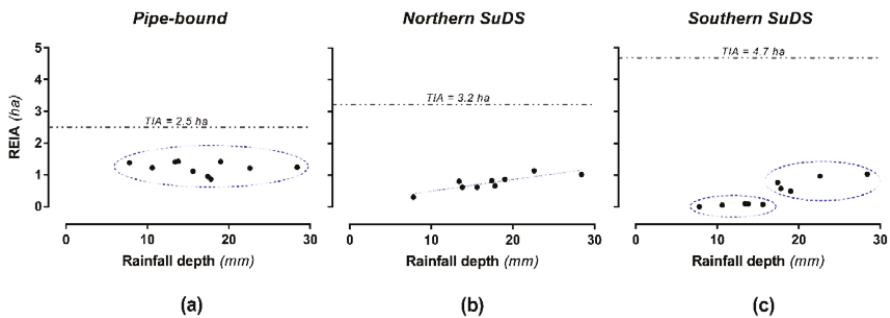 Pipe-bound
Northern SuDS
Southern SuDS
REIA (ha)
5
4
3
2
1
0
TIA = 2.5 ha
TIA = 3.2 ha
TIA = 4.7 ha
0 10 20 30
0 10 20 30
0 10 20 30
Rainfall depth (mm)
Rainfall depth (mm)
Rainfall depth (mm)
(a)
(b)
(c)